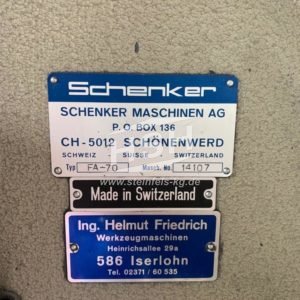 Schenker
SCHENKER MASCHINEN AG
P.O. BOX 136
CH-5012 SCHÖNENWERD
SCHWEIZ SUISSE SWITZERLAND
Typ FA-70 Masch. No. 14107
www.steinfels-kg.de
Made in Switzerland
Ing. Helmut Friedrich
Werkzeugmaschinen
Heinrichsallee 29a
586 Iserlohn
Tel. 02371 / 60 535